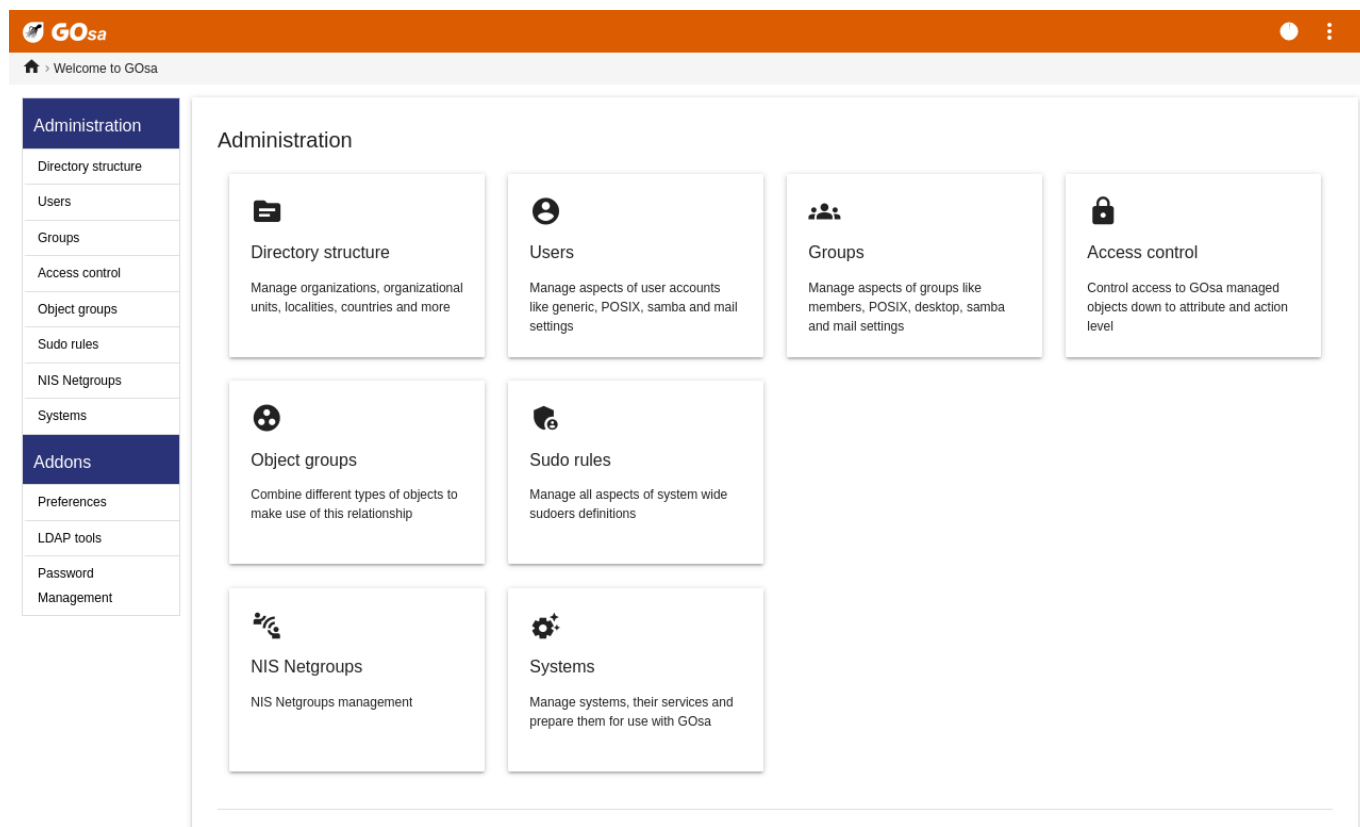 GOsa
Welcome to GOsa
Administration
Directory structure
Users
Groups
Access control
Object groups
Sudo rules
NIS Netgroups
Systems
Addons
Preferences
LDAP tools
Password
Management
Administration
Directory structure
Manage organizations, organizational
units, localities, countries and more
Users
Manage aspects of user accounts
like generic, POSIX, samba and mail
settings
Groups
Manage aspects of groups like
members, POSIX, desktop, samba
and mail settings
Access control
Control access to GOsa managed
objects down to attribute and action
level
Object groups
Combine different types of objects to
make use of this relationship
Sudo rules
Manage all aspects of system wide
sudoers definitions
NIS Netgroups
NIS Netgroups management
Systems
Manage systems, their services and
prepare them for use with GOsa